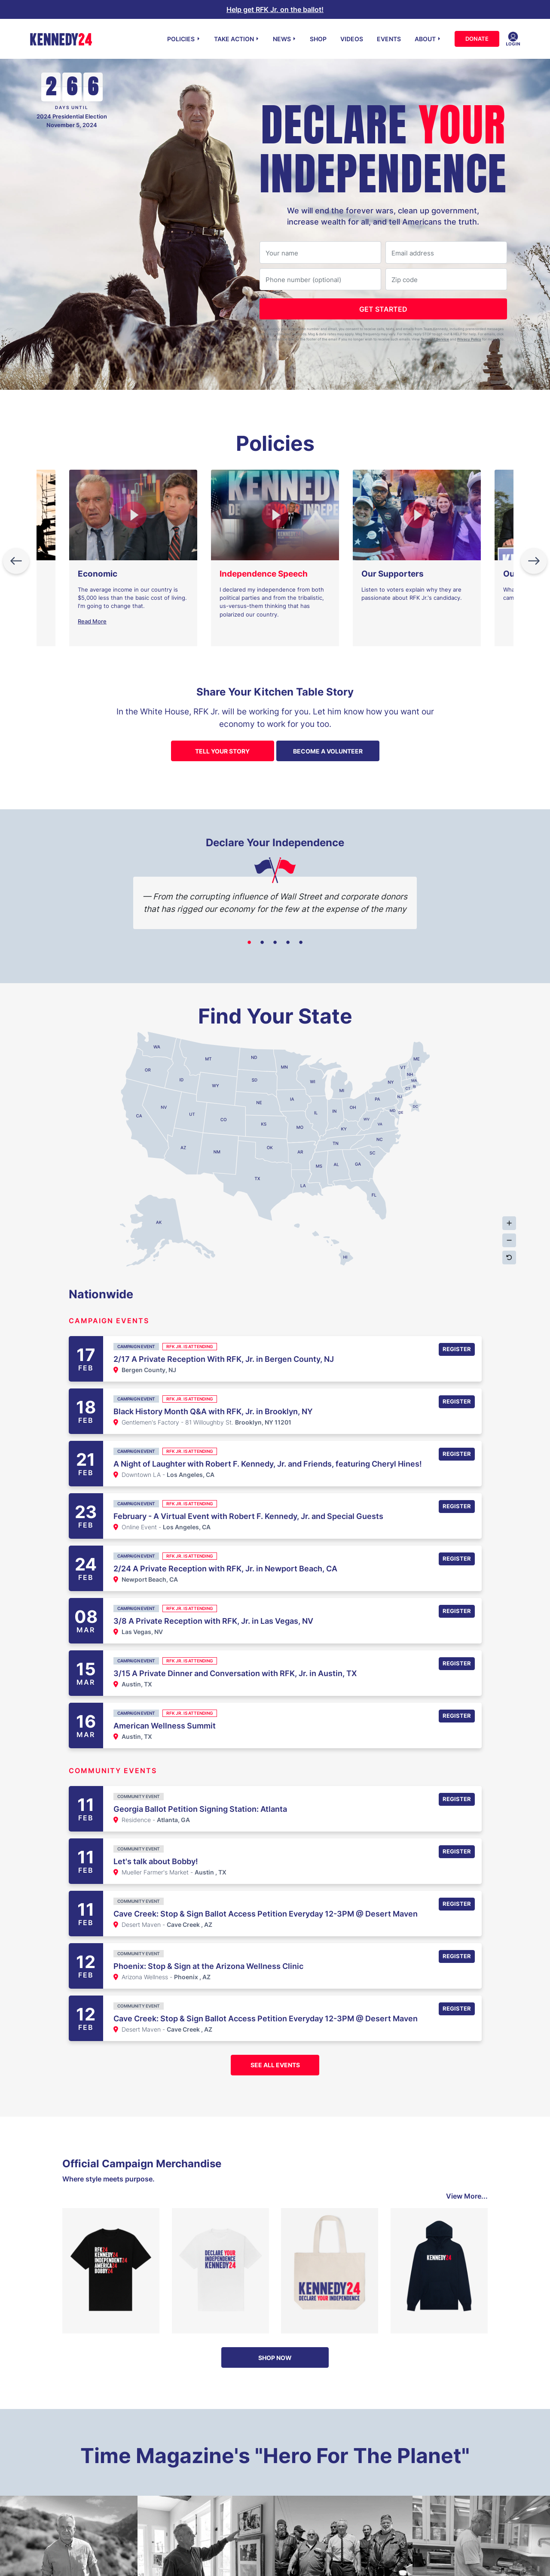 Help get RFK Jr. on the ballot!
KENNEDY24
POLICIES
TAKE ACTION
NEWS
SHOP
VIDEOS
EVENTS
ABOUT
DONATE
LOGIN
2 6 6
DAYS UNTIL
2024 Presidential Election
November 5, 2024
DECLARE YOUR
INDEPENDENCE
We will end the forever wars, clean up government,
increase wealth for all, and tell Americans the truth.
Your name
Email address
Phone number (optional)
Zip code
GET STARTED
Privacy Policy
Policies
Economic
The average income in our country is
$5,000 less than the basic cost of living.
I'm going to change that.
Read More
Independence Speech
I declared my independence from both
political parties and from the tribalistic,
us-versus-them thinking that has
polarized our country.
Our Supporters
Listen to voters explain why they are
passionate about RFK Jr.'s candidacy.
Share Your Kitchen Table Story
In the White House, RFK Jr. will be working for you. Let him know how you want our
economy to work for you too.
TELL YOUR STORY
BECOME A VOLUNTEER
Declare Your Independence
— From the corrupting influence of Wall Street and corporate donors
that has rigged our economy for the few at the expense of the many
Find Your State
WA
MT
ND
MN
ME
VT
NH
OR
ID
WY
SD
WI
MI
NY
MA
CT
RI
NV
UT
CO
NE
IA
IL
IN
OH
PA
NJ
CA
KS
MO
KY
WV
VA
MD
DE
DC
AZ
NM
OK
AR
TN
NC
SC
TX
LA
MS
AL
GA
FL
AK
HI
Nationwide
CAMPAIGN EVENTS
17 FEB
CAMPAIGN EVENT RFK JR. IS ATTENDING
2/17 A Private Reception With RFK, Jr. in Bergen County, NJ
Bergen County, NJ
REGISTER
18 FEB
CAMPAIGN EVENT RFK JR. IS ATTENDING
Black History Month Q&A with RFK, Jr. in Brooklyn, NY
Gentlemen's Factory - 81 Willoughby St. Brooklyn, NY 11201
REGISTER
21 FEB
CAMPAIGN EVENT RFK JR. IS ATTENDING
A Night of Laughter with Robert F. Kennedy, Jr. and Friends, featuring Cheryl Hines!
Downtown LA - Los Angeles, CA
REGISTER
23 FEB
CAMPAIGN EVENT RFK JR. IS ATTENDING
February - A Virtual Event with Robert F. Kennedy, Jr. and Special Guests
Online Event - Los Angeles, CA
REGISTER
24 FEB
CAMPAIGN EVENT RFK JR. IS ATTENDING
2/24 A Private Reception with RFK, Jr. in Newport Beach, CA
Newport Beach, CA
REGISTER
08 MAR
CAMPAIGN EVENT RFK JR. IS ATTENDING
3/8 A Private Reception with RFK, Jr. in Las Vegas, NV
Las Vegas, NV
REGISTER
15 MAR
CAMPAIGN EVENT RFK JR. IS ATTENDING
3/15 A Private Dinner and Conversation with RFK, Jr. in Austin, TX
Austin, TX
REGISTER
16 MAR
CAMPAIGN EVENT RFK JR. IS ATTENDING
American Wellness Summit
Austin, TX
REGISTER
COMMUNITY EVENTS
11 FEB
COMMUNITY EVENT
Georgia Ballot Petition Signing Station: Atlanta
Residence - Atlanta, GA
REGISTER
11 FEB
COMMUNITY EVENT
Let's talk about Bobby!
Mueller Farmer's Market - Austin , TX
REGISTER
11 FEB
COMMUNITY EVENT
Cave Creek: Stop & Sign Ballot Access Petition Everyday 12-3PM @ Desert Maven
Desert Maven - Cave Creek , AZ
REGISTER
12 FEB
COMMUNITY EVENT
Phoenix: Stop & Sign at the Arizona Wellness Clinic
Arizona Wellness - Phoenix , AZ
REGISTER
12 FEB
COMMUNITY EVENT
Cave Creek: Stop & Sign Ballot Access Petition Everyday 12-3PM @ Desert Maven
Desert Maven - Cave Creek , AZ
REGISTER
SEE ALL EVENTS
Official Campaign Merchandise
Where style meets purpose.
View More...
RFK24
KENNEDY24
INDEPENDENT24
AMERICA24
BOBBY24
DECLARE YOUR
INDEPENDENCE
KENNEDY24
KENNEDY24
DECLARE YOUR INDEPENDENCE
KENNEDY24
SHOP NOW
Time Magazine's "Hero For The Planet"